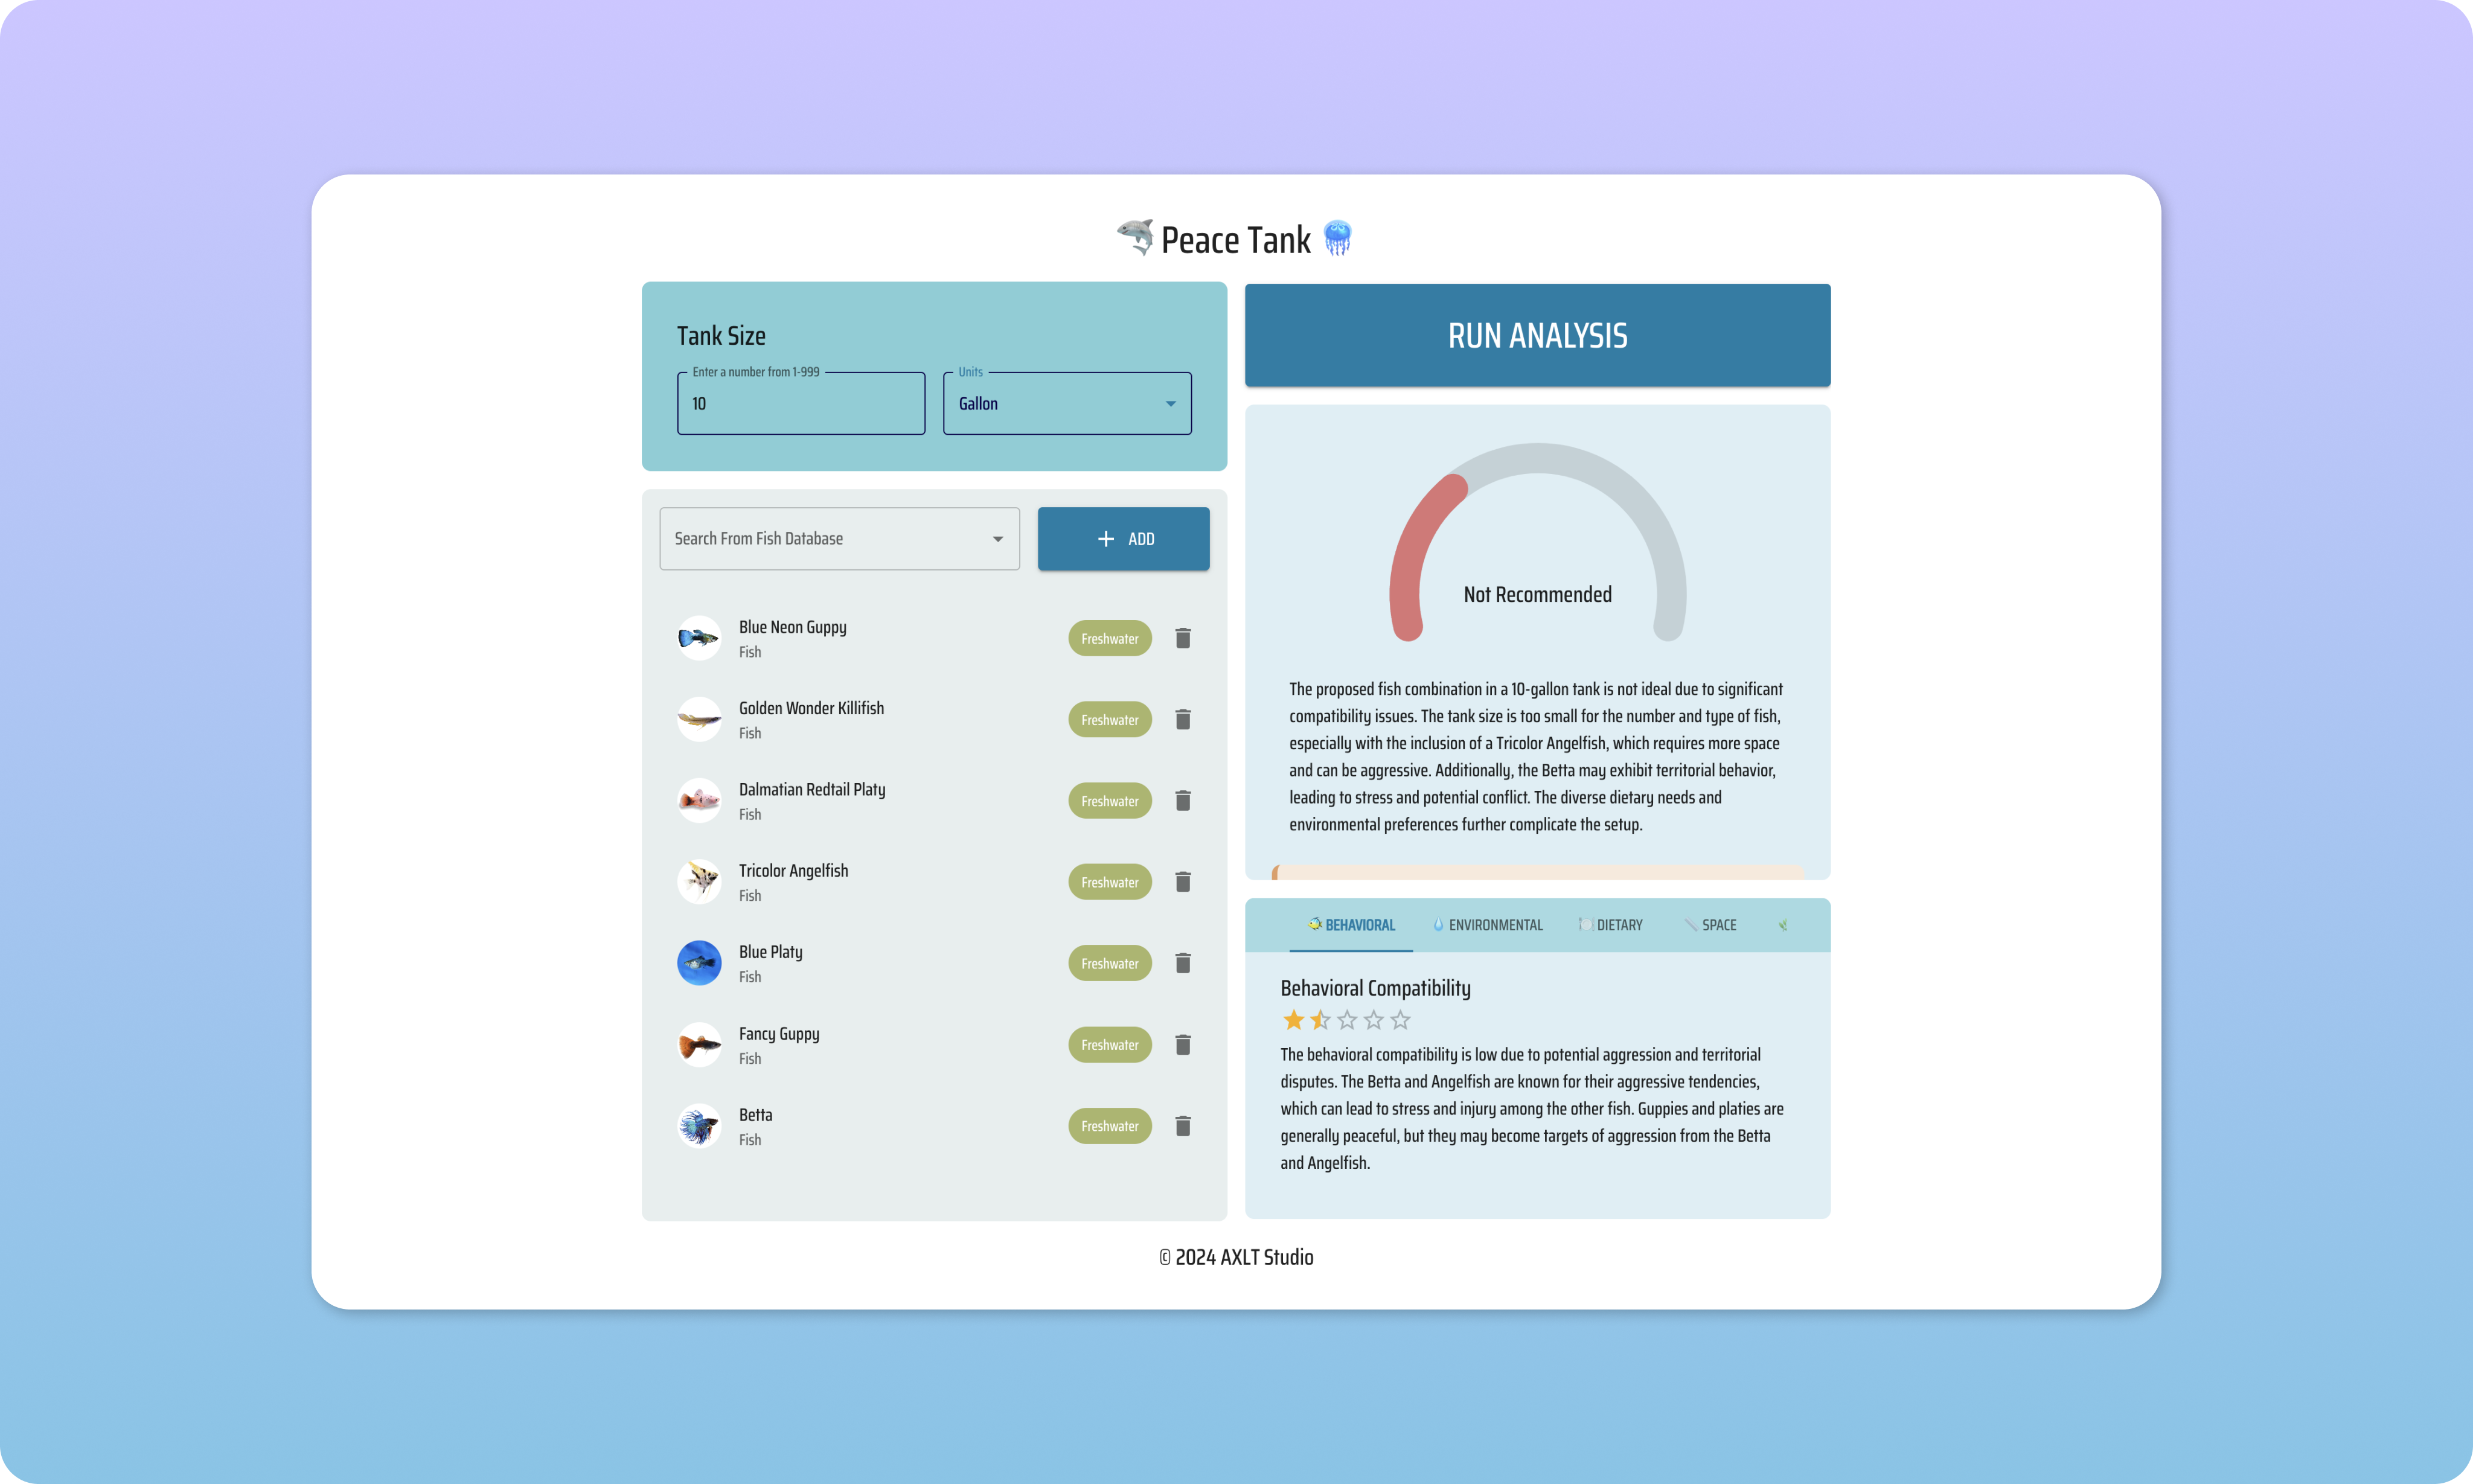 Peace Tank
Tank Size
Enter a number from 1-999
10
Units
Gallon
Search From Fish Database
ADD
Blue Neon Guppy
Fish
Freshwater
Golden Wonder Killifish
Fish
Freshwater
Dalmatian Redtail Platy
Fish
Freshwater
Tricolor Angelfish
Fish
Freshwater
Blue Platy
Fish
Freshwater
Fancy Guppy
Fish
Freshwater
Betta
Fish
Freshwater
RUN ANALYSIS
Not Recommended
The proposed fish combination in a 10-gallon tank is not ideal due to significant
compatibility issues. The tank size is too small for the number and type of fish,
especially with the inclusion of a Tricolor Angelfish, which requires more space
and can be aggressive. Additionally, the Betta may exhibit territorial behavior,
leading to stress and potential conflict. The diverse dietary needs and
environmental preferences further complicate the setup.
BEHAVIORAL
ENVIRONMENTAL
DIETARY
SPACE
Behavioral Compatibility
The behavioral compatibility is low due to potential aggression and territorial
disputes. The Betta and Angelfish are known for their aggressive tendencies,
which can lead to stress and injury among the other fish. Guppies and platies are
generally peaceful, but they may become targets of aggression from the Betta
and Angelfish.
© 2024 AXLT Studio